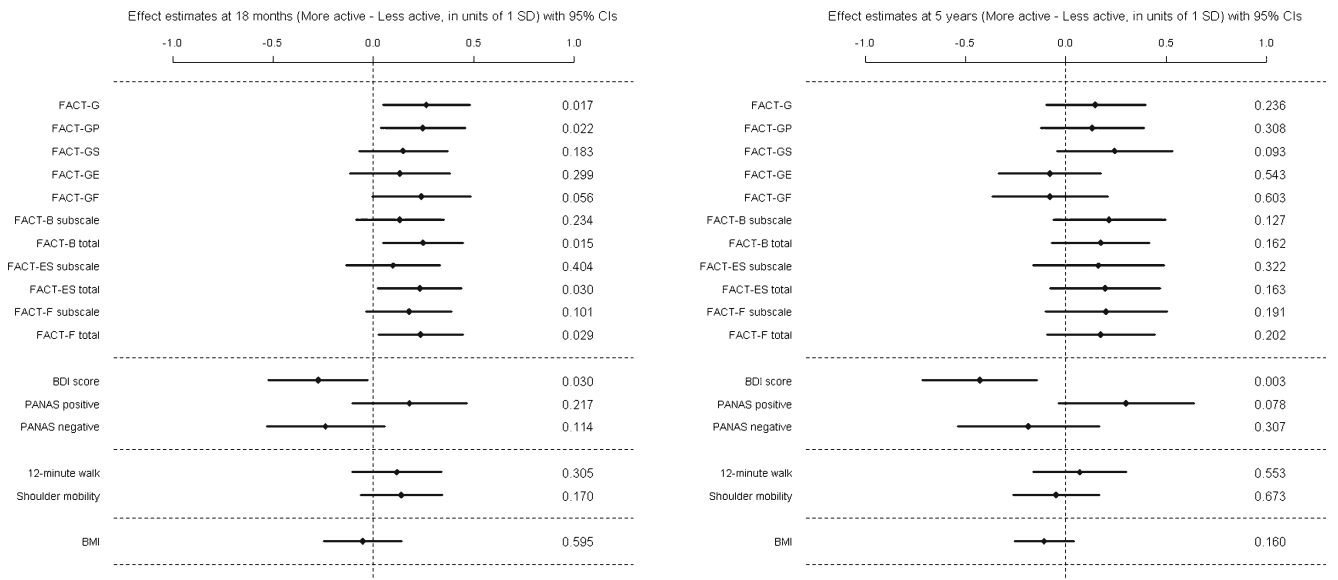 Effect estimates at 18 months (More active - Less active, in units of 1 SD) with 95% CIs
-1.0 -0.5 0.0 0.5 1.0
FACT-G 0.017
FACT-GP 0.022
FACT-GS 0.183
FACT-GE 0.299
FACT-GF 0.056
FACT-B subscale 0.234
FACT-B total 0.015
FACT-ES subscale 0.404
FACT-ES total 0.030
FACT-F subscale 0.101
FACT-F total 0.029
BDI score 0.030
PANAS positive 0.217
PANAS negative 0.114
12-minute walk 0.305
Shoulder mobility 0.170
BMI 0.595
Effect estimates at 5 years (More active - Less active, in units of 1 SD) with 95% CIs
-1.0 -0.5 0.0 0.5 1.0
FACT-G 0.236
FACT-GP 0.308
FACT-GS 0.093
FACT-GE 0.543
FACT-GF 0.603
FACT-B subscale 0.127
FACT-B total 0.162
FACT-ES subscale 0.322
FACT-ES total 0.163
FACT-F subscale 0.191
FACT-F total 0.202
BDI score 0.003
PANAS positive 0.078
PANAS negative 0.307
12-minute walk 0.553
Shoulder mobility 0.673
BMI 0.160